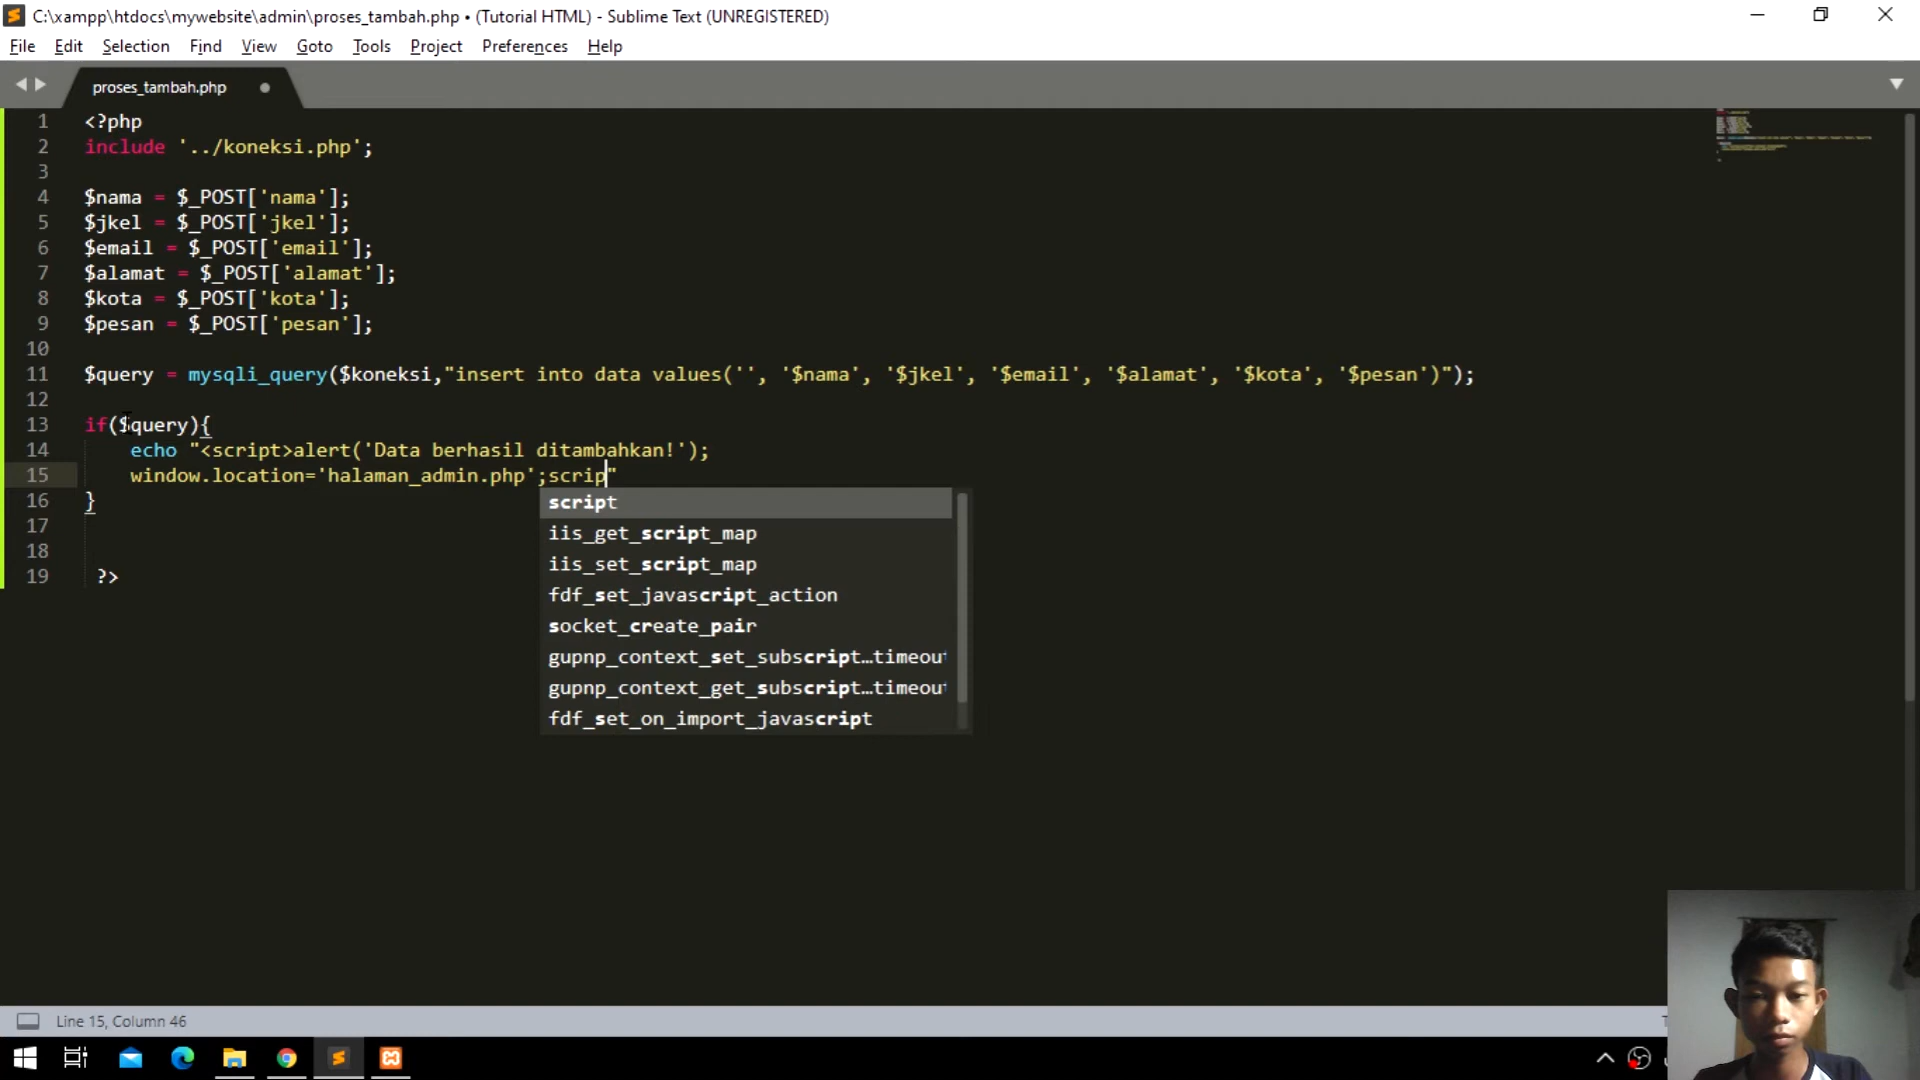 C:\xampp\htdocs\mywebsite\admin\proses_tambah.php • (Tutorial HTML) - Sublime Text (UNREGISTERED)
File Edit Selection Find View Goto Tools Project Preferences Help
proses_tambah.php
1 <?php
2 include '../koneksi.php';
3
4 $nama = $_POST['nama'];
5 $jkel = $_POST['jkel'];
6 $email = $_POST['email'];
7 $alamat = $_POST['alamat'];
8 $kota = $_POST['kota'];
9 $pesan = $_POST['pesan'];
10
11 $query = mysqli_query($koneksi,"insert into data values('', '$nama', '$jkel', '$email', '$alamat', '$kota', '$pesan')");
12
13 if($query){
14 echo "<script>alert('Data berhasil ditambahkan!');
15 window.location='halaman_admin.php';scrip"
16 }
17
18
19 ?>
script
iis_get_script_map
iis_set_script_map
fdf_set_javascript_action
socket_create_pair
gupnp_context_set_subscript…timeout
gupnp_context_get_subscript…timeout
fdf_set_on_import_javascript
Line 15, Column 46